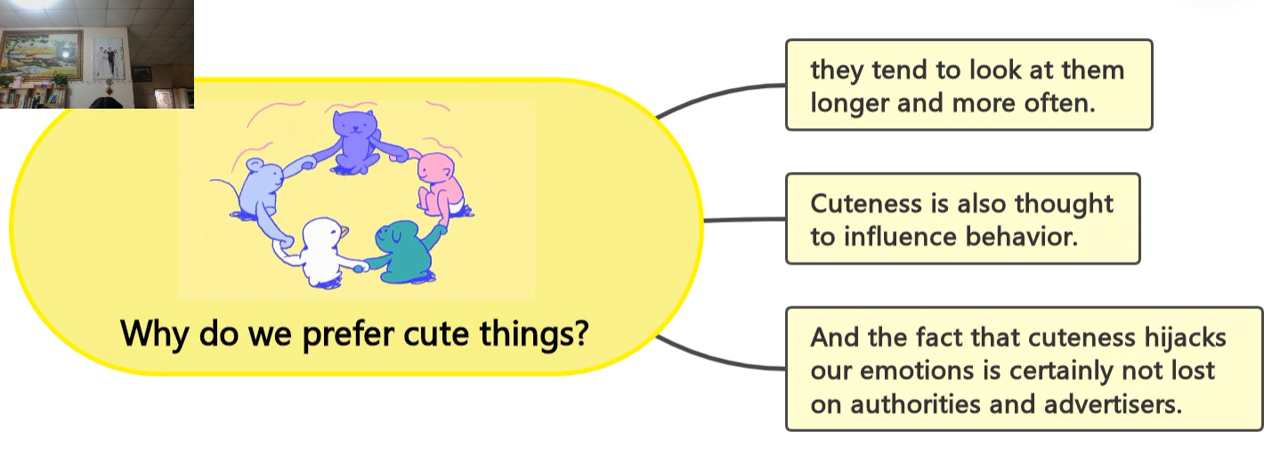 they tend to look at them
longer and more often.
Cuteness is also thought
to influence behavior.
Why do we prefer cute things?
And the fact that cuteness hijacks
our emotions is certainly not lost
on authorities and advertisers.